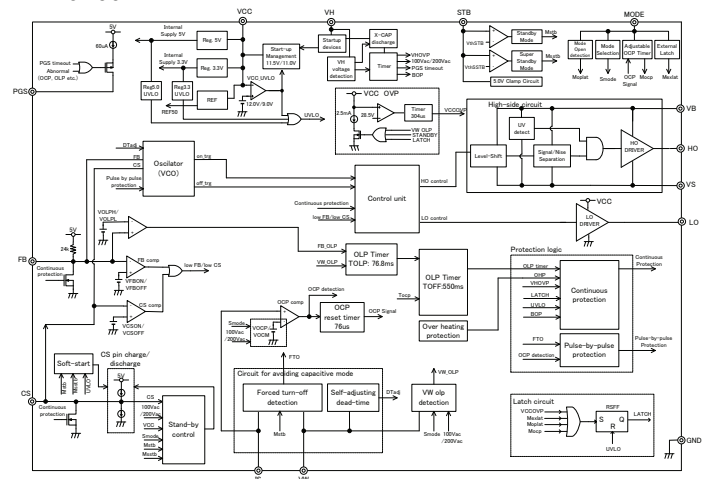 VCC
VH
STB
MODE
5V
60uA
PGS timeout
Abnormal
(OCP, OLP etc.)
PGS
Internal
Supply 5V
Reg. 5V
Internal
Supply 3.3V
Reg. 3.3V
Reg5.0
UVLO
Reg3.3
UVLO
REF
REF50
VCC_UVLO
12.0V/9.0V
UVLO
Start-up
Management
11.5V/11.0V
Startup
devices
X-CAP
discharge
VH
voltage
detection
Timer
VHOVP
100Vac/200Vac
PGS timeout
BOP
VthSTB
Standby
Mode
Mstb
VthSSTB
Super
Standby
Mode
Msstb
5.0V Clamp Circuit
Mode
Open
detection
Mode
Selection
Adjustable
OCP Timer
External
Latch
Moplat
Smode
OCP
Signal
Mocp
Mexlat
VCC OVP
2.5mA
28.5V
Timer
304us
VCCOVP
VW OLP
STANDBY
LATCH
High-side circuit
UV
detect
Level-Shift
Signal/Nise
Separation
HO
DRIVER
VB
HO
VS
DTadj
FB
CS
Pulse by pulse
protection
Oscilator
(VCO)
on_trg
off_trg
Continuous protection
low FB/low CS
Control unit
HO control
LO control
VCC
LO
DRIVER
LO
5V
24k
FB
Continuous
protection
VOLPH/
VOLPL
FB comp
VFBON/
VFBOFF
CS comp
VCSON/
VCSOFF
low FB/low CS
FB_OLP
VW_OLP
OLP Timer
TOLP: 76.8ms
Tocp
OLP Timer
TOFF:550ms
Over heating
protection
OCP detection
OCP comp
Smode
100Vac
/200Vac
VOCP/
VOCM
OCP
reset timer
76us
OCP Signal
Protection logic
OLP timer
OHP
VHOVP
LATCH
UVLO
BOP
Continuous
protection
Continuous
Protection
FTO
OCP detection
Pulse-by-pulse
protection
Pulse-by-pulse
Protection
Soft-start
Mstb
Msstb
UVLO
CS pin charge/
discharge
5V
CS
Continuous
protection
CS
100Vac
/200Vac
VCC
Smode
Mstb
Msstb
Stand-by
control
FTO
Circuit for avoiding capacitive mode
Forced turn-off
detection
Self-adjusting
dead-time
DTadj
Mstb
VW_OLP
VW olp
detection
Smode
100Vac
/200Vac
Latch circuit
VCCOVP
Mexlat
Moplat
Mocp
RSFF
S
Q
R
LATCH
UVLO
GND
VW